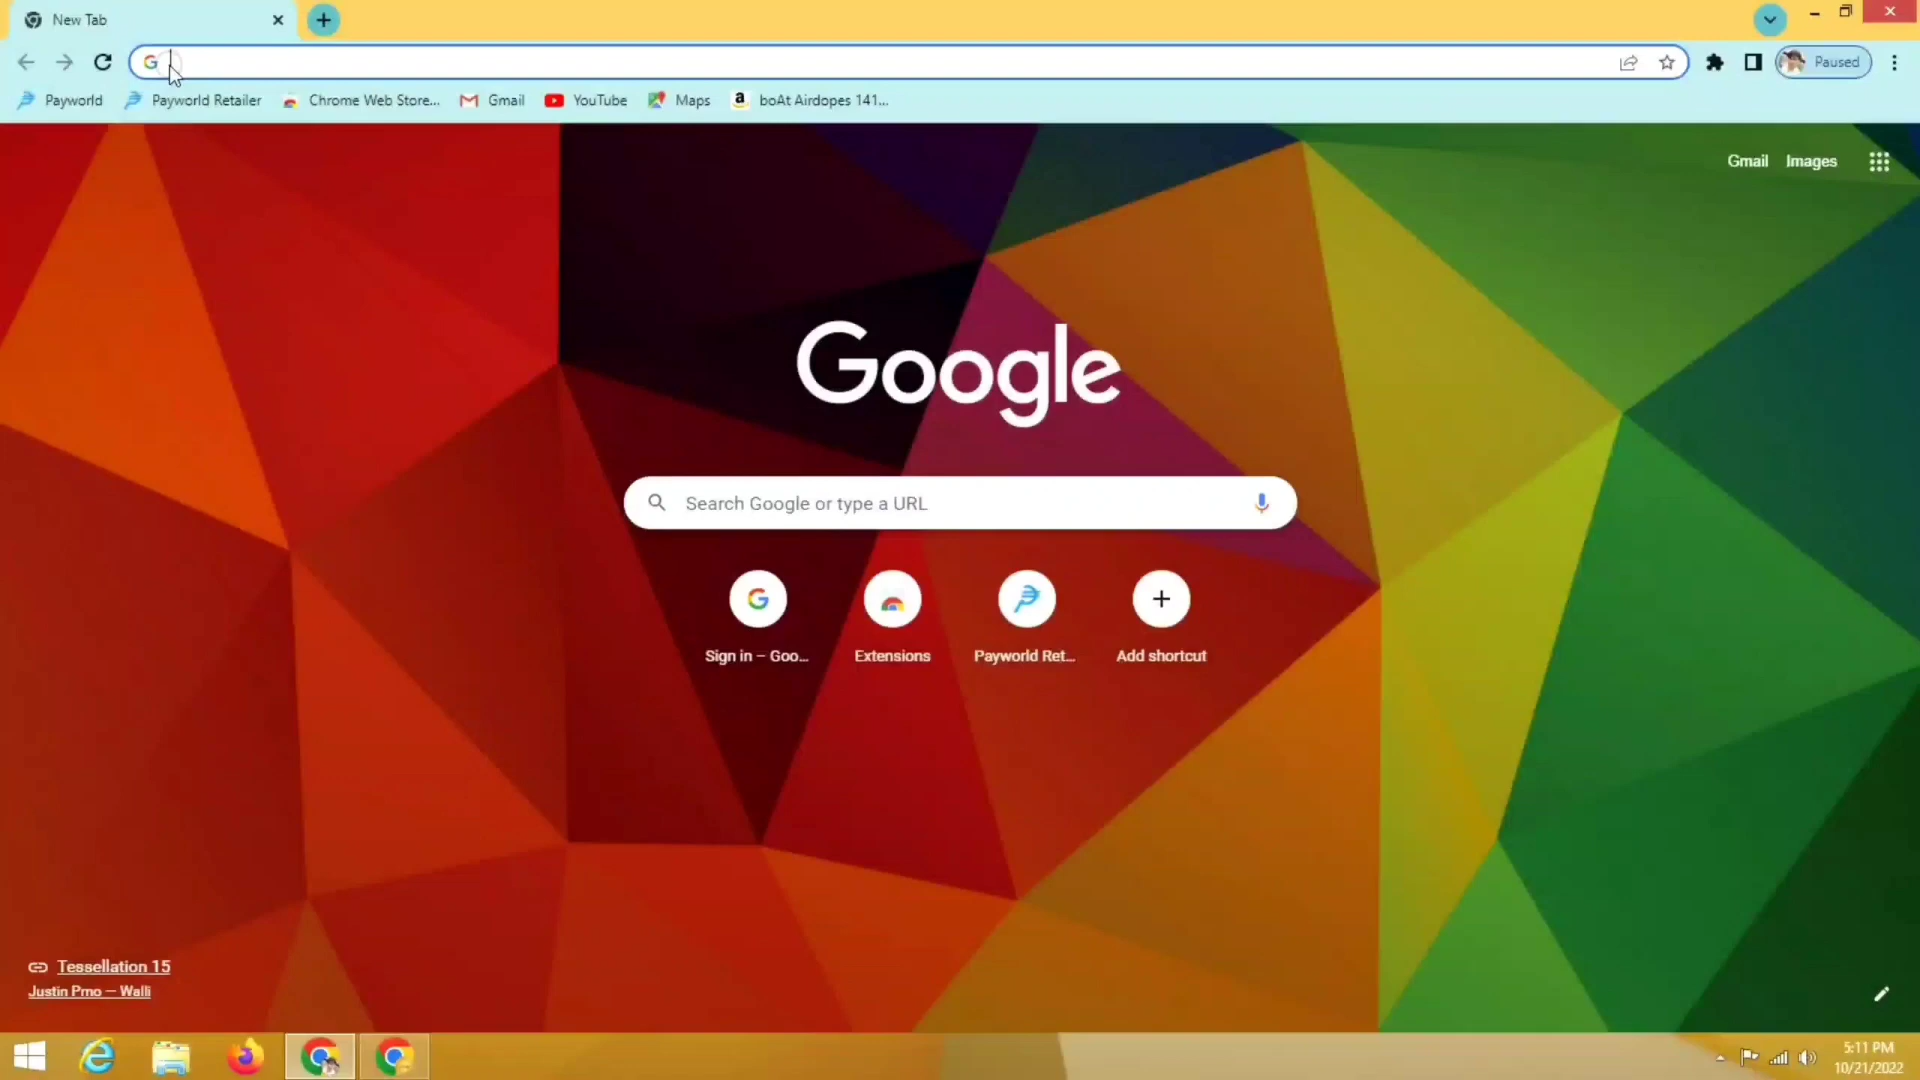 New Tab
Paused
Payworld Payworld Retailer Chrome Web Store... Gmail YouTube Maps boAt Airdopes 141...
Gmail Images
Google
Search Google or type a URL
Sign in – Goo... Extensions Payworld Ret... Add shortcut
Tessellation 15
Justin Prno — Walli
5:11 PM
10/21/2022